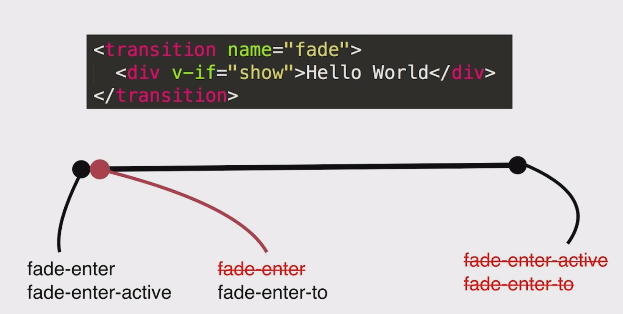 <transition name="fade">
<div v-if="show">Hello World</div>
</transition>
fade-enter
fade-enter-active
fade-enter
fade-enter-to
fade-enter-active
fade-enter-to